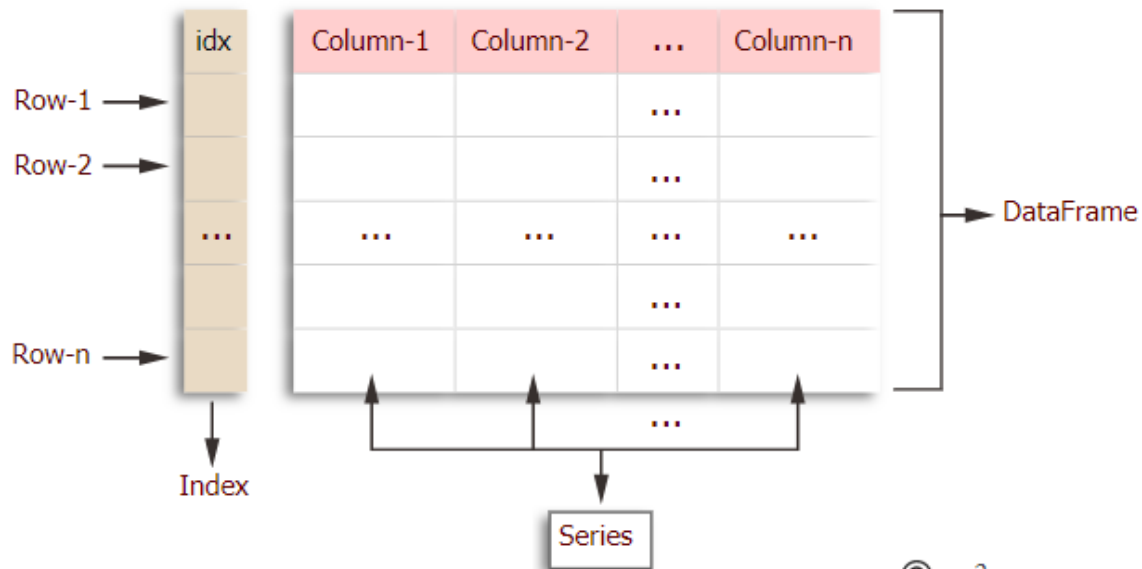 idx Column-1 Column-2 ... Column-n
Row-1 ...
Row-2 ...
... ... ... ... ...
DataFrame
...
Row-n ...
...
Index
Series